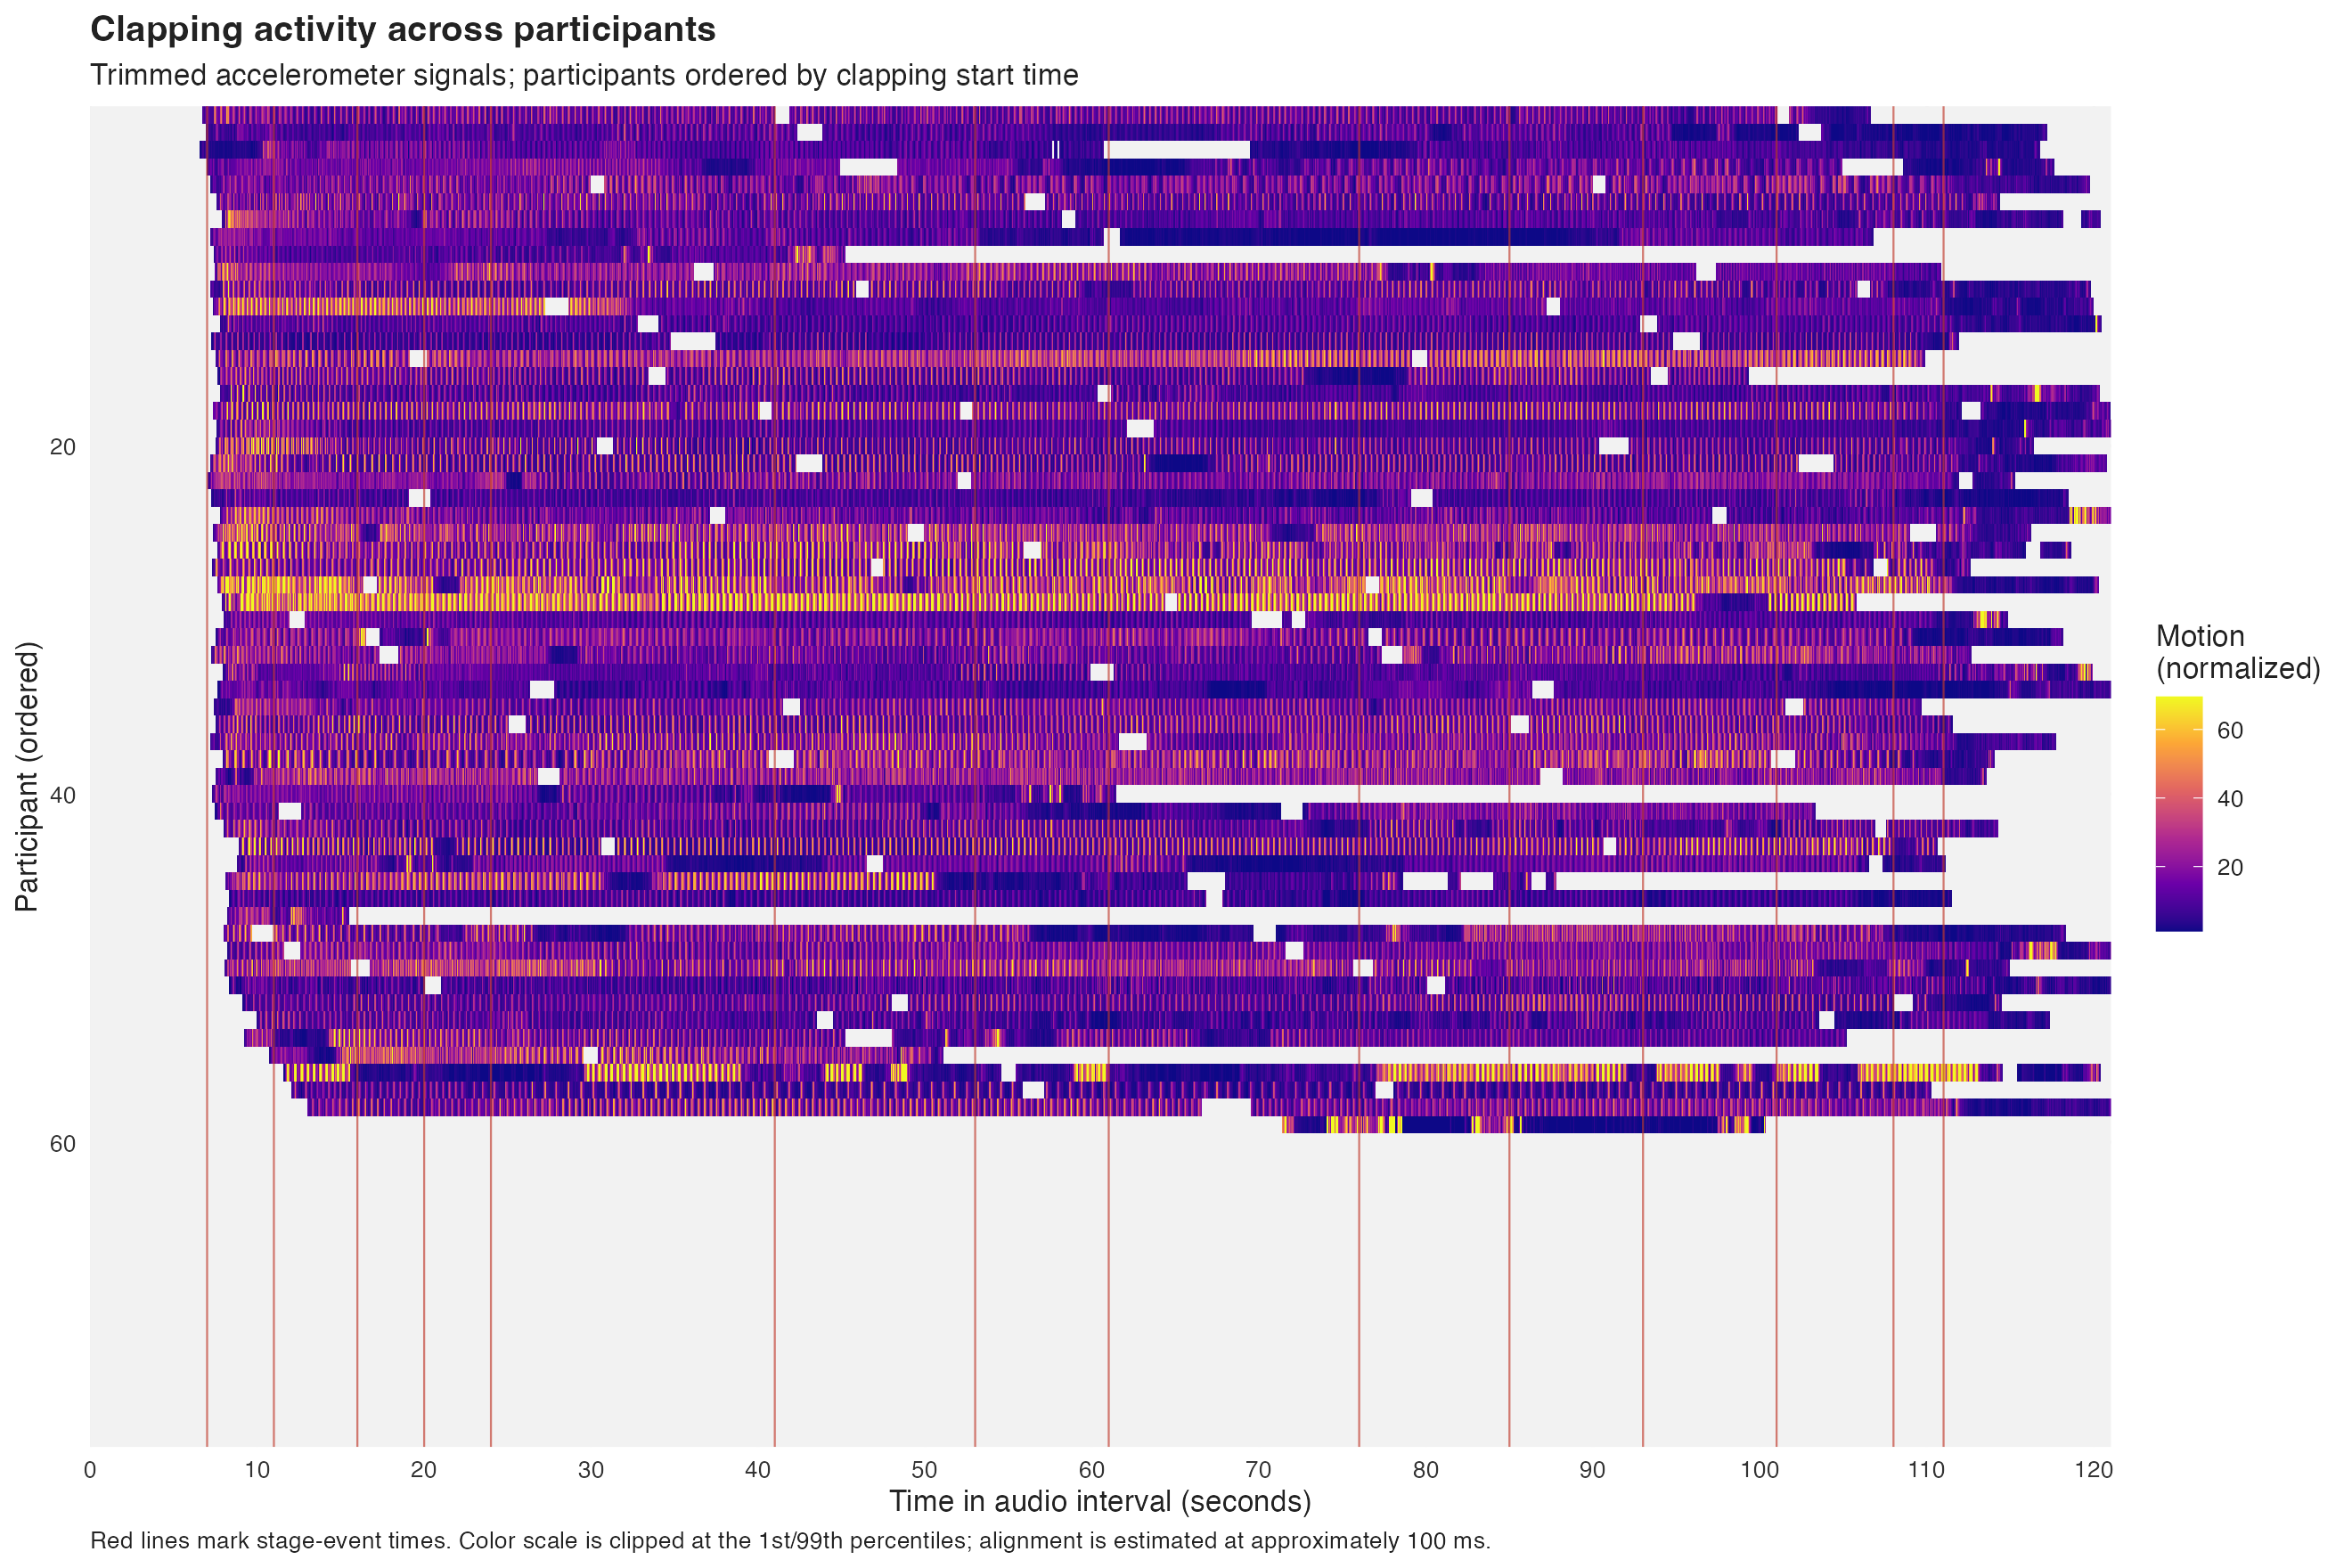 Clapping activity across participants
Trimmed accelerometer signals; participants ordered by clapping start time
20
40
60
Participant (ordered)
Motion
(normalized)
60
40
20
0 10 20 30 40 50 60 70 80 90 100 110 120
Time in audio interval (seconds)
Red lines mark stage-event times. Color scale is clipped at the 1st/99th percentiles; alignment is estimated at approximately 100 ms.